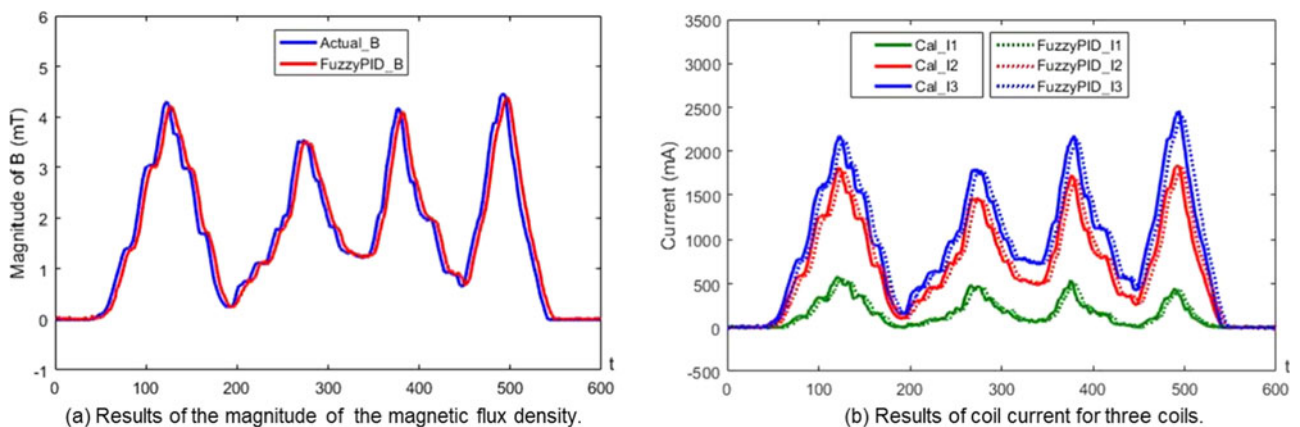 6
5
4
3
2
1
0
-1
Magnitude of B (mT)
Actual_B
FuzzyPID_B
0 100 200 300 400 500 600
t
(a) Results of the magnitude of the magnetic flux density.
3500
3000
2500
2000
1500
1000
500
0
-500
Current (mA)
Cal_I1
Cal_I2
Cal_I3
FuzzyPID_I1
FuzzyPID_I2
FuzzyPID_I3
0 100 200 300 400 500 600
t
(b) Results of coil current for three coils.